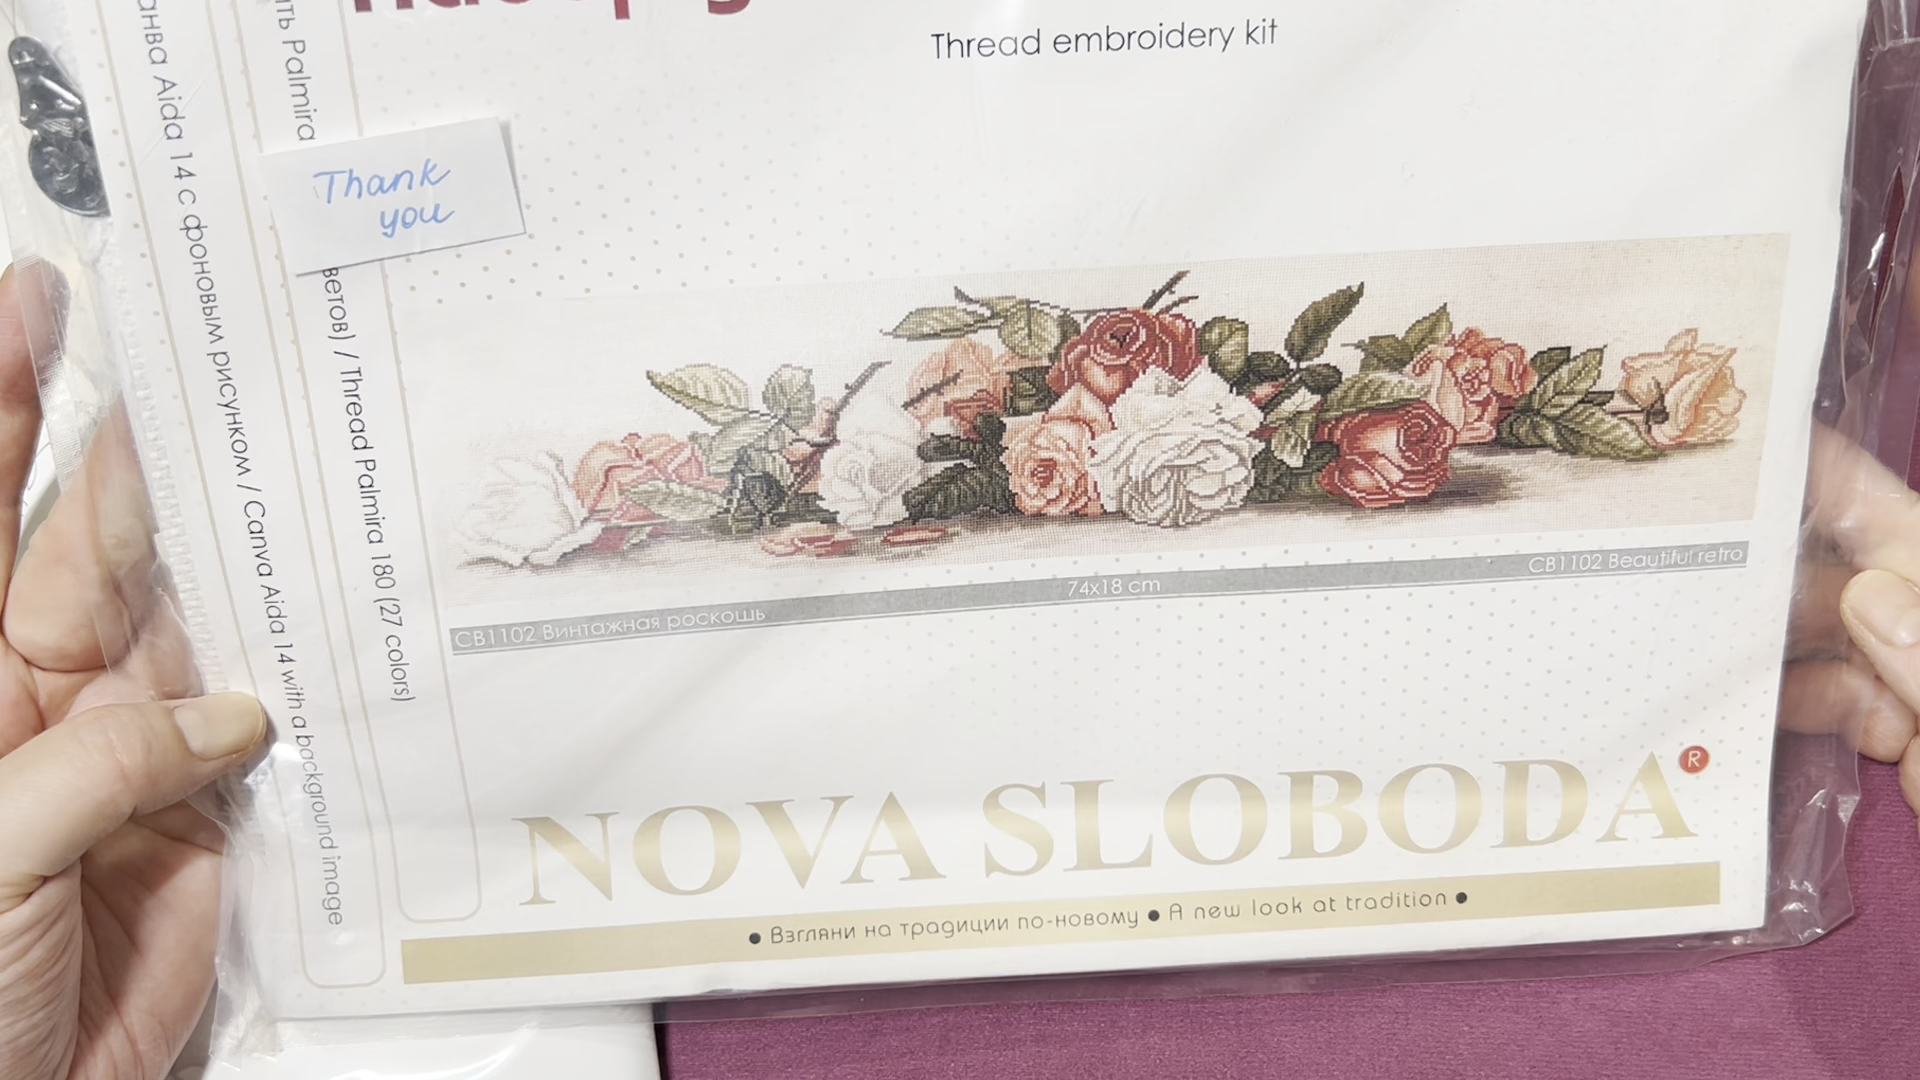 Thread embroidery kit
Thank
you
анва Aida 14 с фоновым рисунком / Canva Aida 14 with a background image
ть Palmira
ветов) / Thread Palmira 180 (27 colors)
СВ1102 Винтажная роскошь
74x18 cm
CB1102 Beautiful retro
NOVA SLOBODA®
● Взгляни на традиции по-новому ● A new look at tradition ●